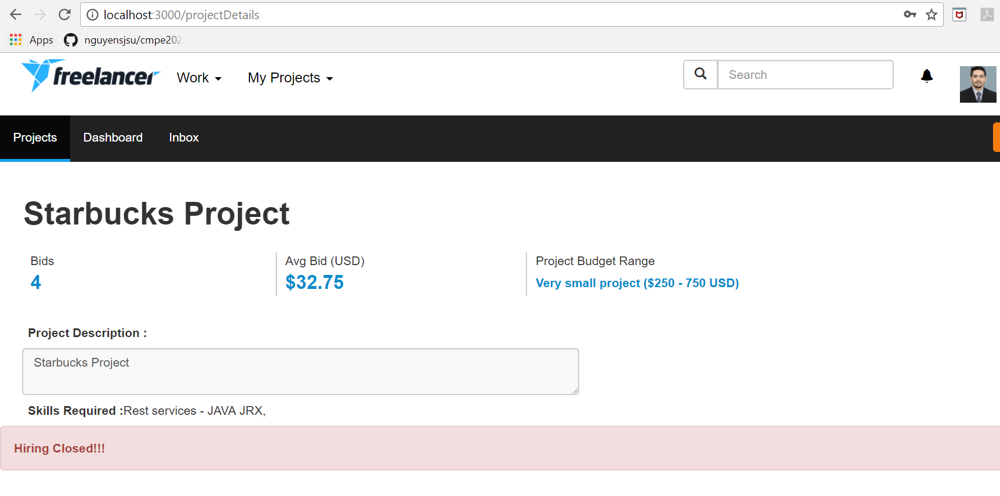 localhost:3000/projectDetails
Apps nguyensjsu/cmpe202
freelancer Work My Projects Search
Projects Dashboard Inbox
Starbucks Project
Bids Avg Bid (USD) Project Budget Range
4 $32.75 Very small project ($250 - 750 USD)
Project Description :
Starbucks Project
Skills Required :Rest services - JAVA JRX,
Hiring Closed!!!